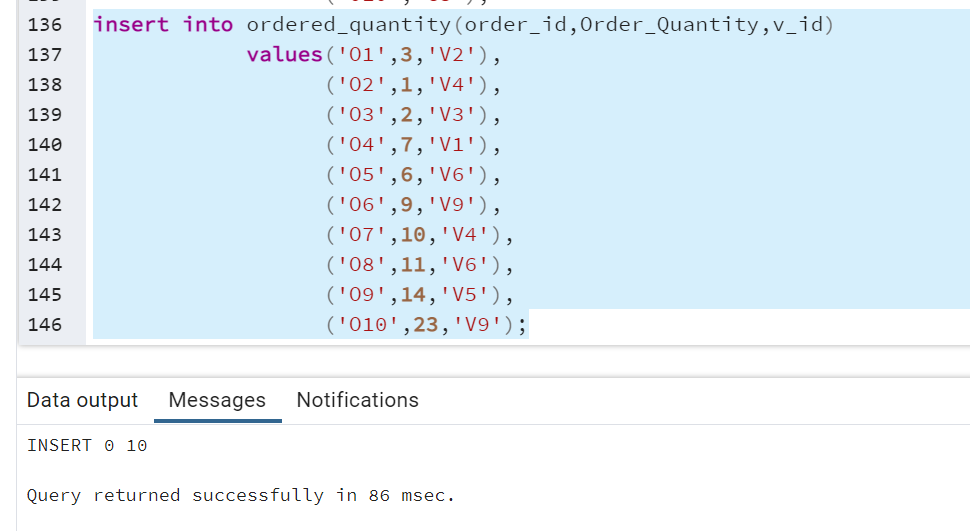 136 insert into ordered_quantity(order_id,Order_Quantity,v_id)
137 values('O1',3,'V2'),
138 ('O2',1,'V4'),
139 ('O3',2,'V3'),
140 ('O4',7,'V1'),
141 ('O5',6,'V6'),
142 ('O6',9,'V9'),
143 ('O7',10,'V4'),
144 ('O8',11,'V6'),
145 ('O9',14,'V5'),
146 ('O10',23,'V9');
Data output Messages Notifications
INSERT 0 10
Query returned successfully in 86 msec.